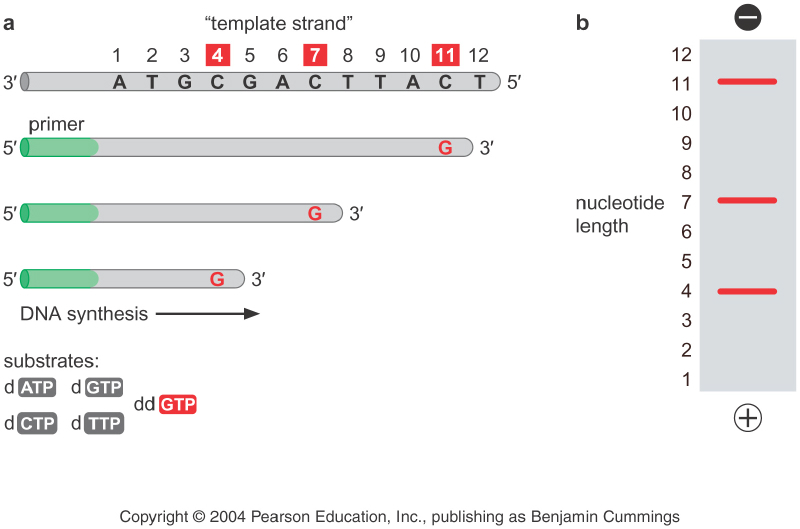 a
“template strand”
1 2 3 4 5 6 7 8 9 10 11 12
3′ A T G C G A C T T A C T 5′
primer
5′ G 3′
5′ G 3′
5′ G 3′
DNA synthesis
substrates:
d ATP d GTP
dd GTP
d CTP d TTP
b
−
12
11
10
9
8
nucleotide
length
7
6
5
4
3
2
1
+
Copyright © 2004 Pearson Education, Inc., publishing as Benjamin Cummings